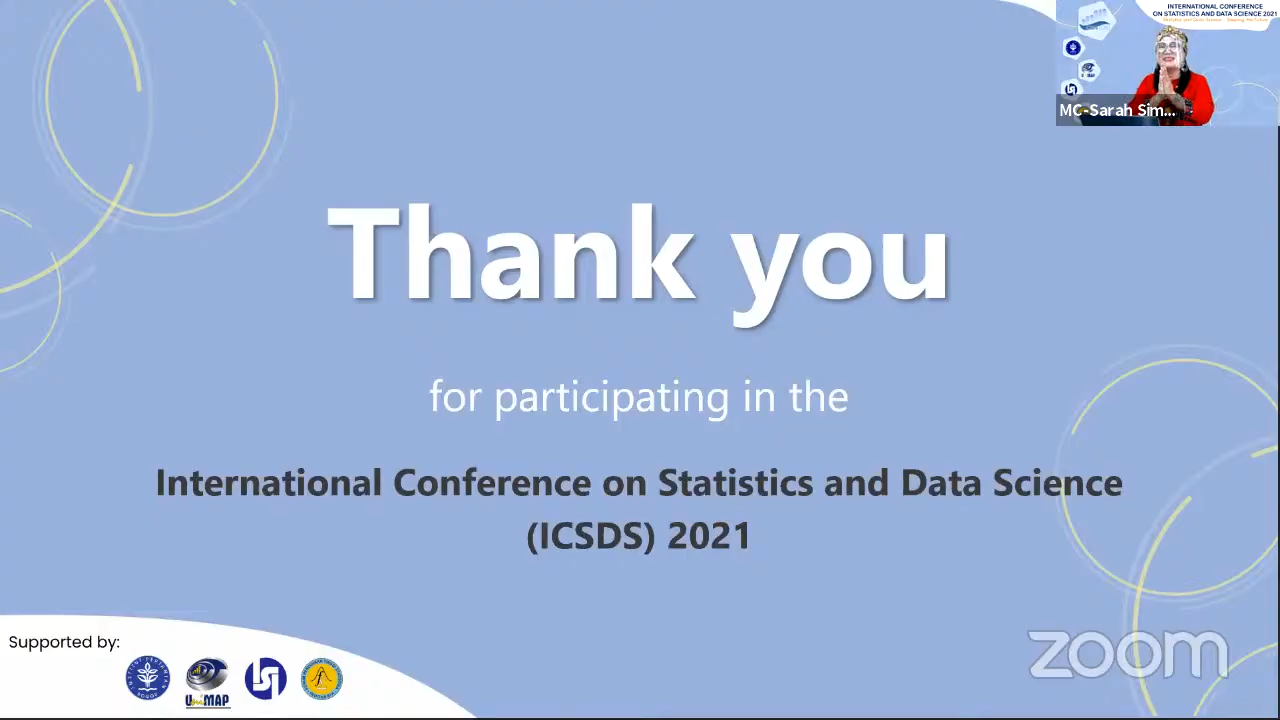 INTERNATIONAL CONFERENCE
ON STATISTICS AND DATA SCIENCE 2021
MC-Sarah Sim...
Thank you
for participating in the
International Conference on Statistics and Data Science
(ICSDS) 2021
Supported by:
UniMAP
zoom